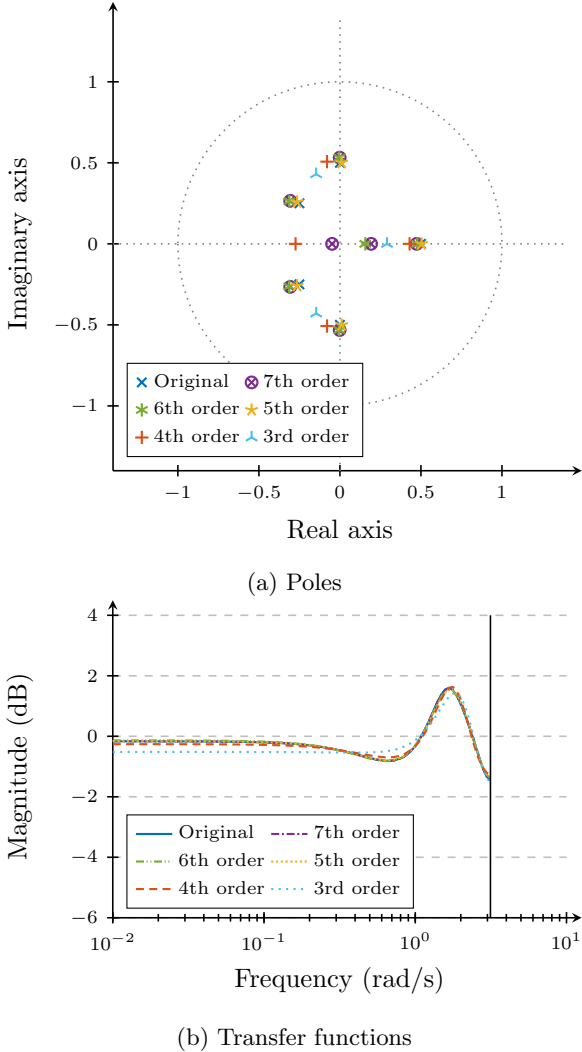 1
0.5
0
−0.5
−1
Imaginary axis
Original
7th order
6th order
5th order
4th order
3rd order
−1
−0.5
0
0.5
1
Real axis
(a) Poles
4
2
0
−2
−4
−6
Magnitude (dB)
Original
7th order
6th order
5th order
4th order
3rd order
10−2
10−1
100
101
Frequency (rad/s)
(b) Transfer functions